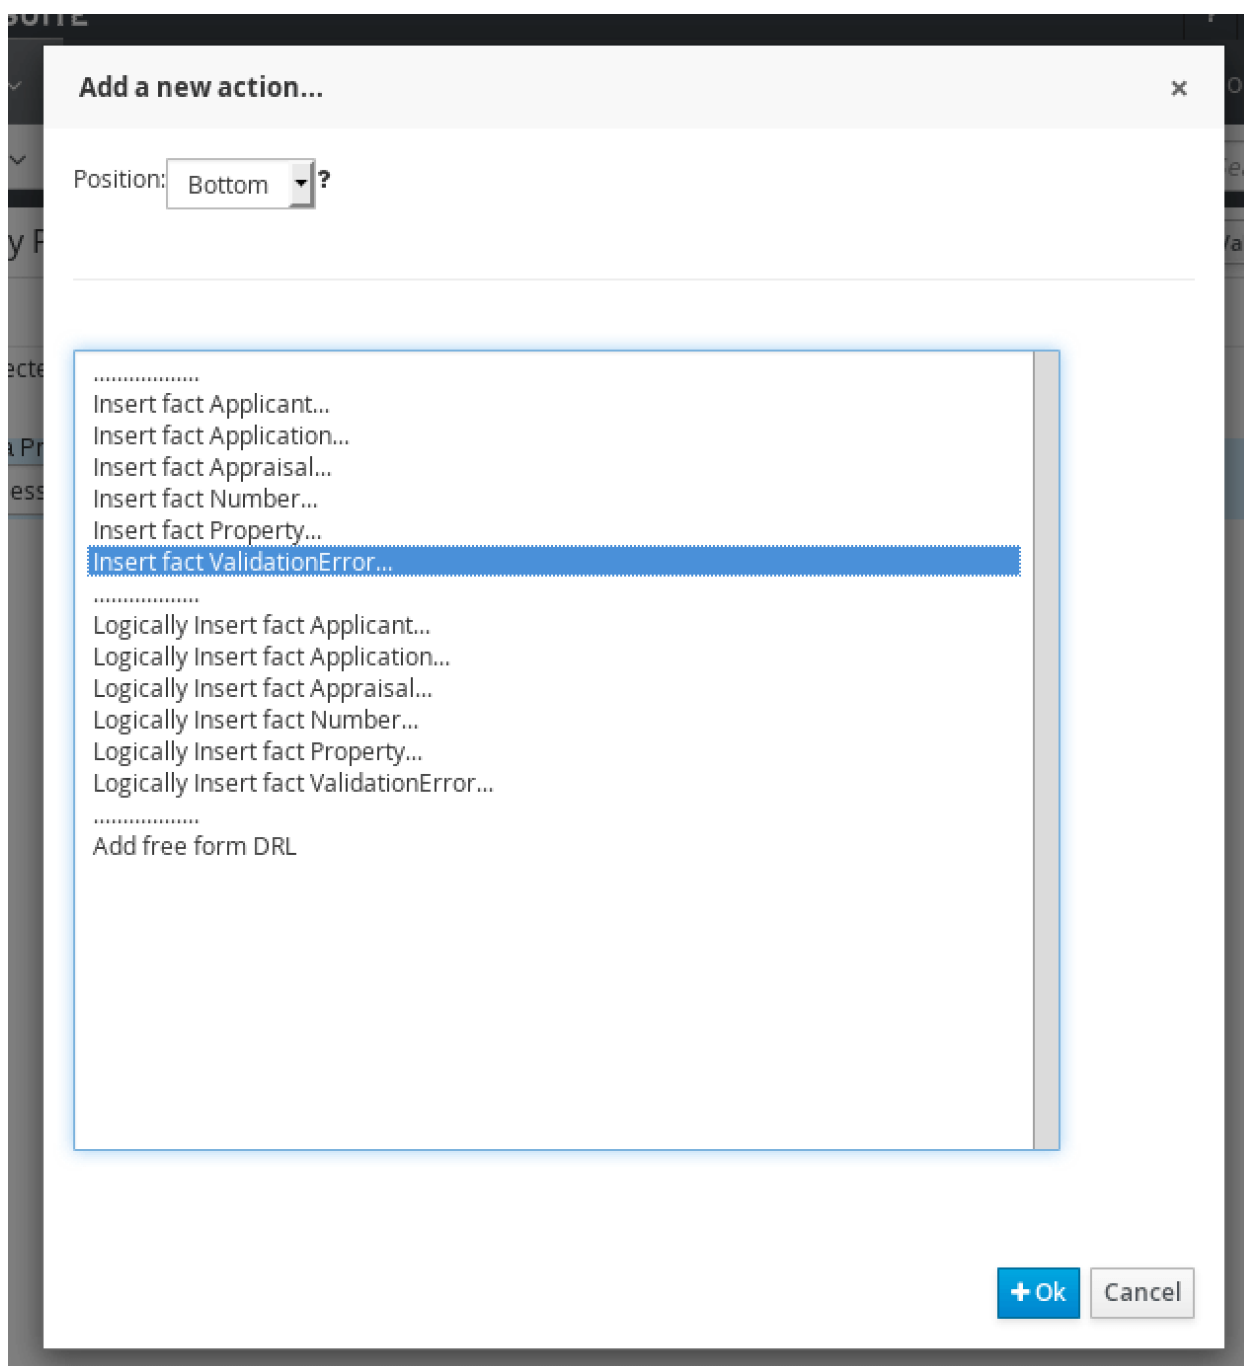 SUITE
Add a new action...
×
Position: Bottom ?
..................
Insert fact Applicant...
Insert fact Application...
Insert fact Appraisal...
Insert fact Number...
Insert fact Property...
Insert fact ValidationError...
..................
Logically Insert fact Applicant...
Logically Insert fact Application...
Logically Insert fact Appraisal...
Logically Insert fact Number...
Logically Insert fact Property...
Logically Insert fact ValidationError...
..................
Add free form DRL
+ Ok Cancel